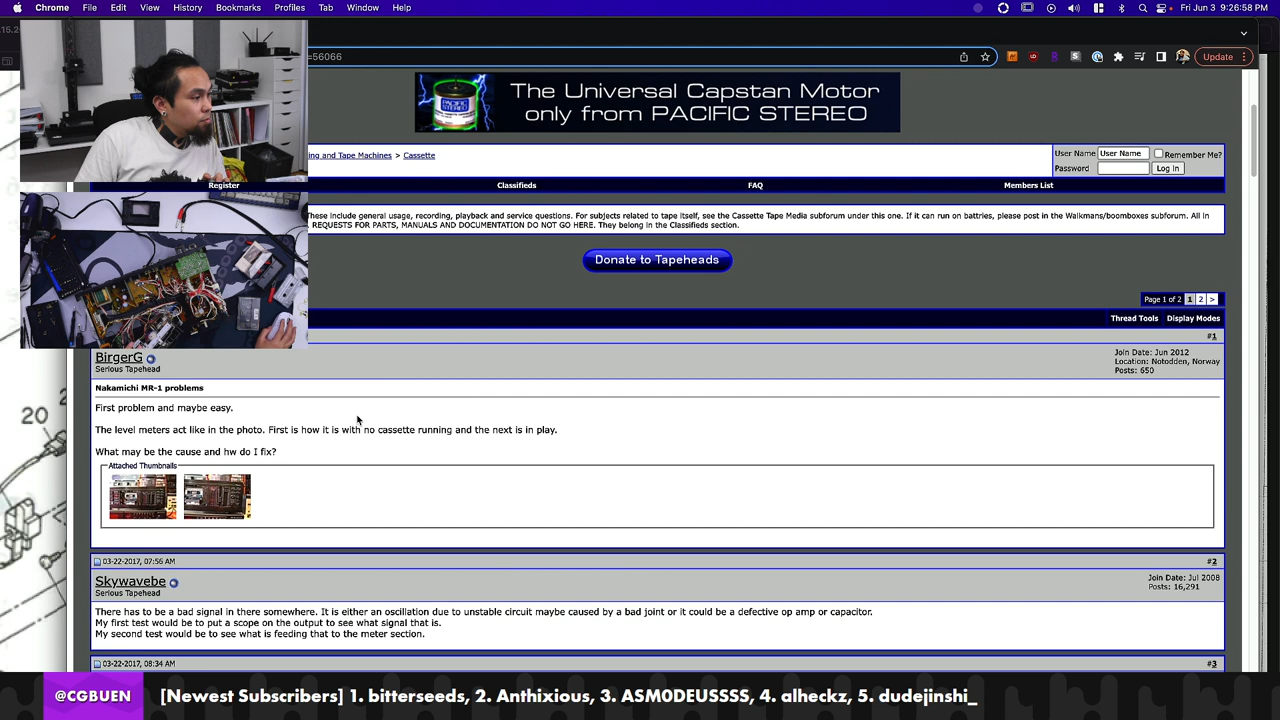 Chrome File Edit View History Bookmarks Profiles Tab Window Help Fri Jun 3 9:26:58 PM
=56066 Update
PACIFIC STEREO
The Universal Capstan Motor
only from PACIFIC STEREO
ing and Tape Machines > Cassette
User Name User Name Remember Me?
Password Log In
Register Classifieds FAQ Members List
These include general usage, recording, playback and service questions. For subjects related to tape itself, see the Cassette Tape Media subforum under this one. If it can run on battries, please post in the Walkmans/boomboxes subforum. All in
REQUESTS FOR PARTS, MANUALS AND DOCUMENTATION DO NOT GO HERE. They belong in the Classifieds section.
Donate to Tapeheads
Page 1 of 2 1 2 >
Thread Tools Display Modes
#1
BirgerG
Serious Tapehead
Join Date: Jun 2012
Location: Notodden, Norway
Posts: 650
Nakamichi MR-1 problems
First problem and maybe easy.
The level meters act like in the photo. First is how it is with no cassette running and the next is in play.
What may be the cause and hw do I fix?
Attached Thumbnails
20
03-22-2017, 07:56 AM #2
Skywavebe
Serious Tapehead
Join Date: Jul 2008
Posts: 16,291
There has to be a bad signal in there somewhere. It is either an oscillation due to unstable circuit maybe caused by a bad joint or it could be a defective op amp or capacitor.
My first test would be to put a scope on the output to see what signal that is.
My second test would be to see what is feeding that to the meter section.
03-22-2017, 08:34 AM #3
@CGBUEN [Newest Subscribers] 1. bitterseeds, 2. Anthixious, 3. ASM0DEUSSSS, 4. alheckz, 5. dudejinshi_